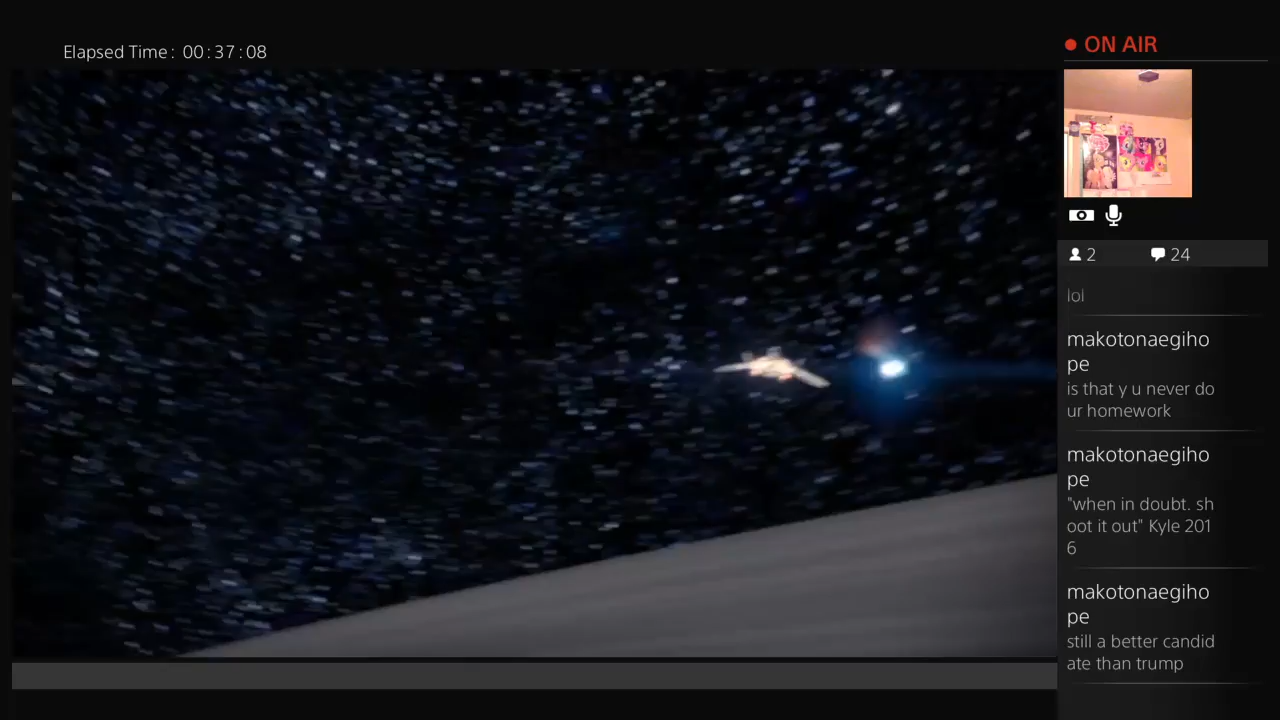 Elapsed Time: 00:37:08
ON AIR
2 24
lol
makotonaegiho
pe
is that y u never do
ur homework
makotonaegiho
pe
"when in doubt. sh
oot it out" Kyle 201
6
makotonaegiho
pe
still a better candid
ate than trump